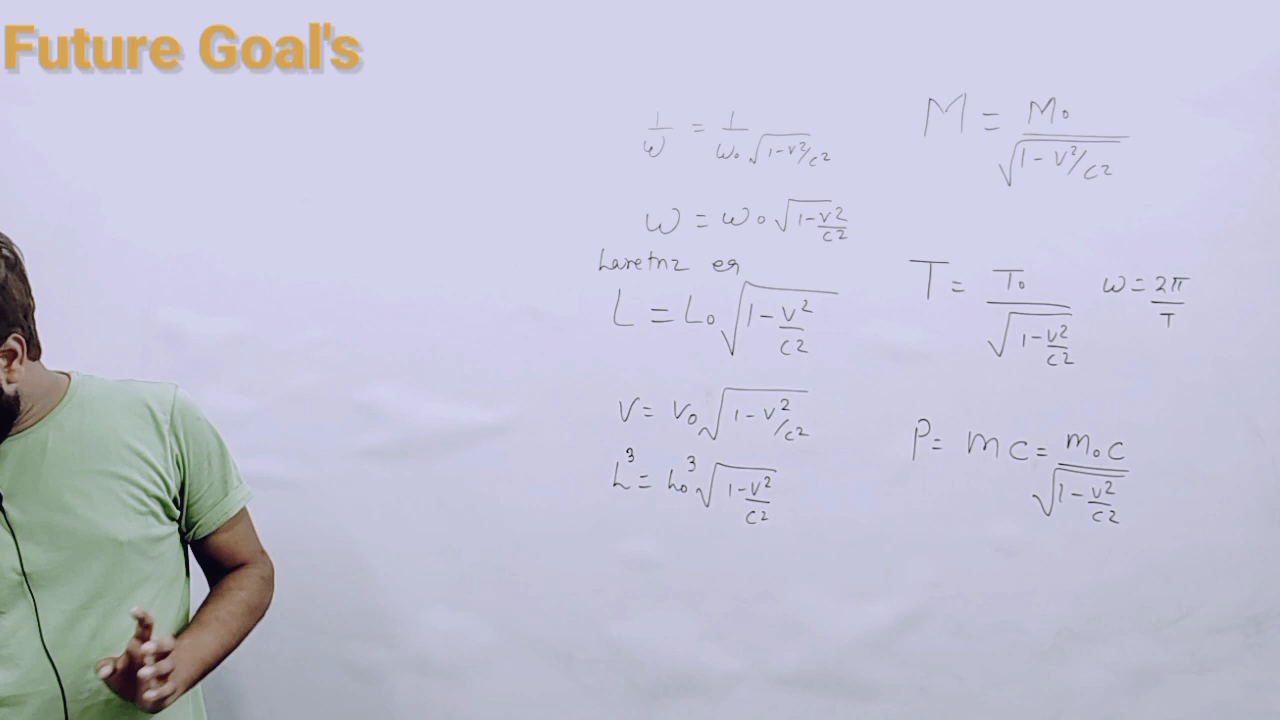 Future Goal's
1/ω = 1/ω₀√(1-v²/c²)
ω = ω₀√(1-v²/c²)
Laretnz eq
L = L₀√(1-v²/c²)
V = V₀√(1-v²/c²)
L³ = L₀³√(1-v²/c²)
M = M₀/√(1-v²/c²)
T = T₀/√(1-v²/c²) ω = 2π/T
P = mc = m₀c/√(1-v²/c²)